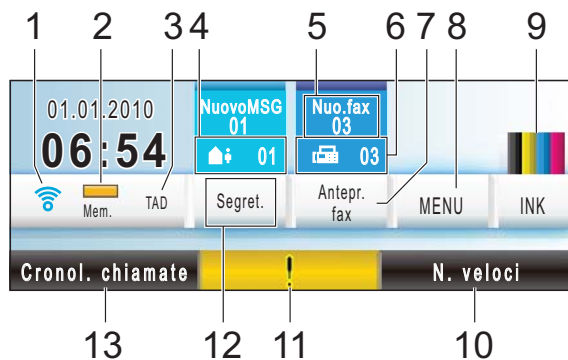 1 2 3 4 5 6 7 8 9
01.01.2010
06:54
NuovoMSG
01
01
Nuo.fax
03
03
Mem.
TAD
Segret.
Antepr.
fax
MENU
INK
Cronol. chiamate
!
N. veloci
13 12 11 10